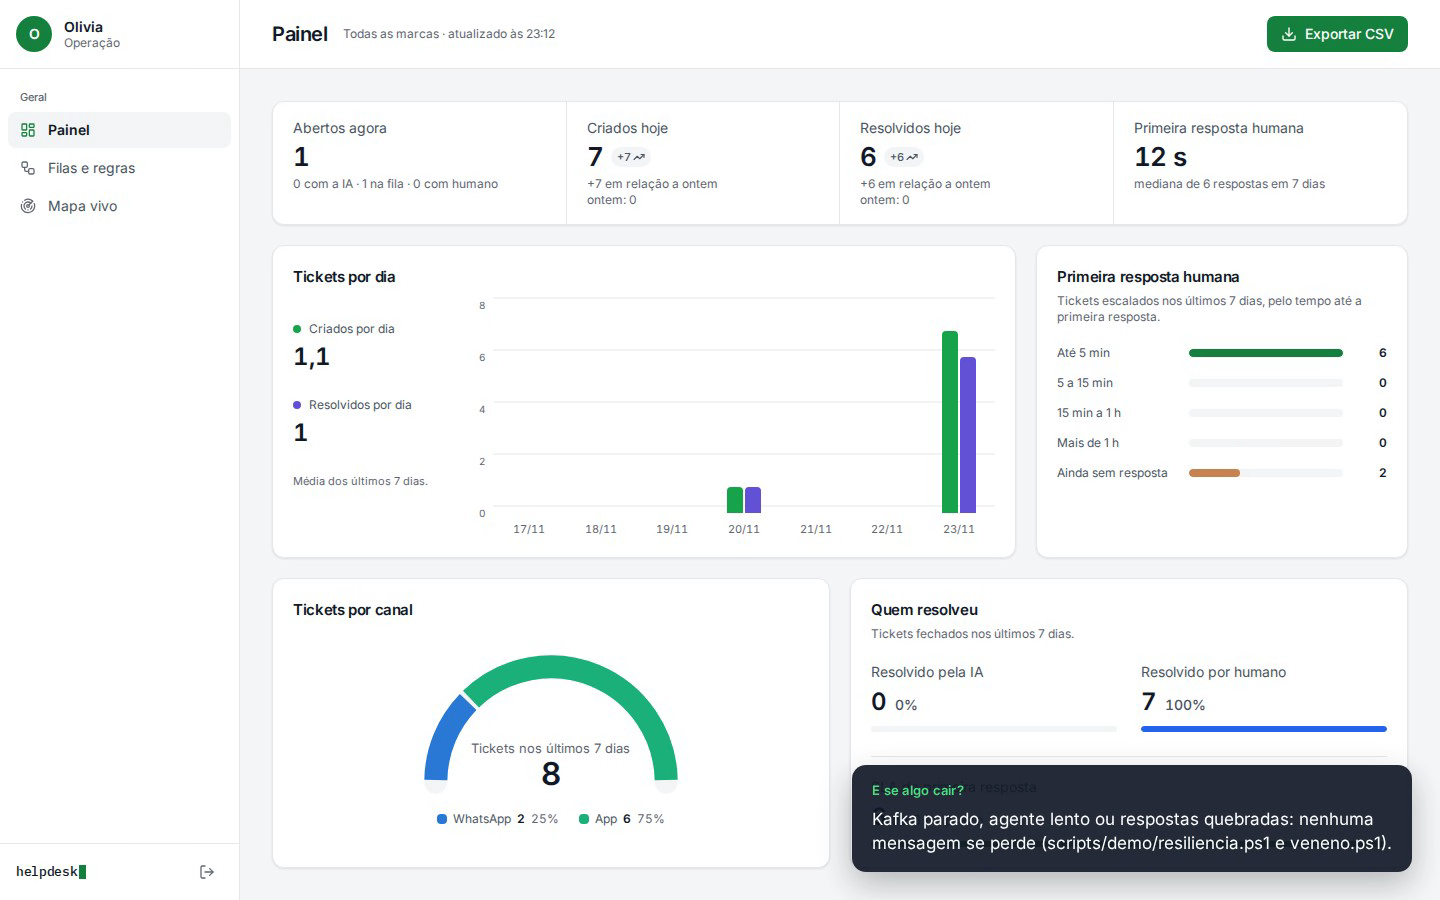 O
Olivia
Operação
Geral
Painel
Filas e regras
Mapa vivo
helpdesk
Painel
Todas as marcas · atualizado às 23:12
Exportar CSV
Abertos agora
1
0 com a IA · 1 na fila · 0 com humano
Criados hoje
7 +7
+7 em relação a ontem
ontem: 0
Resolvidos hoje
6 +6
+6 em relação a ontem
ontem: 0
Primeira resposta humana
12 s
mediana de 6 respostas em 7 dias
Tickets por dia
Criados por dia
1,1
Resolvidos por dia
1
Média dos últimos 7 dias.
8
6
4
2
0
17/11 18/11 19/11 20/11 21/11 22/11 23/11
Primeira resposta humana
Tickets escalados nos últimos 7 dias, pelo tempo até a
primeira resposta.
Até 5 min 6
5 a 15 min 0
15 min a 1 h 0
Mais de 1 h 0
Ainda sem resposta 2
Tickets por canal
Tickets nos últimos 7 dias
8
WhatsApp 2 25% App 6 75%
Quem resolveu
Tickets fechados nos últimos 7 dias.
Resolvido pela IA
0 0%
Resolvido por humano
7 100%
resposta
E se algo cair?
Kafka parado, agente lento ou respostas quebradas: nenhuma
mensagem se perde (scripts/demo/resiliencia.ps1 e veneno.ps1).